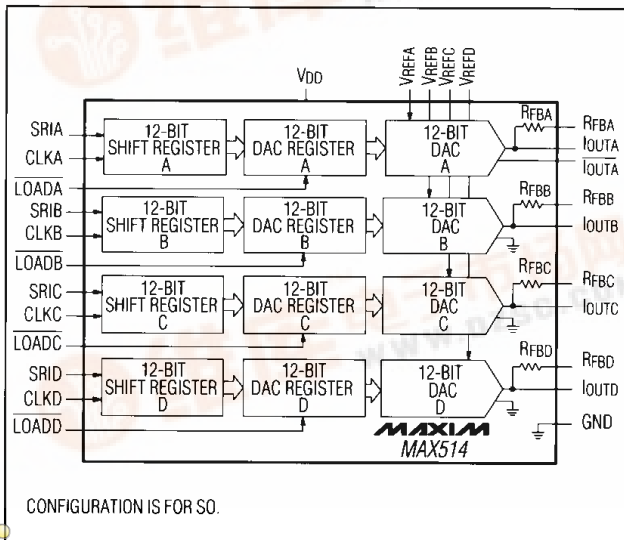 VREFA
VREFB
VREFC
VREFD
VDD
SRIA
CLKA
LOADA
12-BIT
SHIFT REGISTER
A
12-BIT
DAC REGISTER
A
12-BIT
DAC
A
RFBA
RFBA
IOUTA
IOUTA
SRIB
CLKB
LOADB
12-BIT
SHIFT REGISTER
B
12-BIT
DAC REGISTER
B
12-BIT
DAC
B
RFBB
RFBB
IOUTB
SRIC
CLKC
LOADC
12-BIT
SHIFT REGISTER
C
12-BIT
DAC REGISTER
C
12-BIT
DAC
C
RFBC
RFBC
IOUTC
SRID
CLKD
LOADD
12-BIT
SHIFT REGISTER
D
12-BIT
DAC REGISTER
D
12-BIT
DAC
D
RFBD
RFBD
IOUTD
GND
MAXIM
MAX514
CONFIGURATION IS FOR SO.